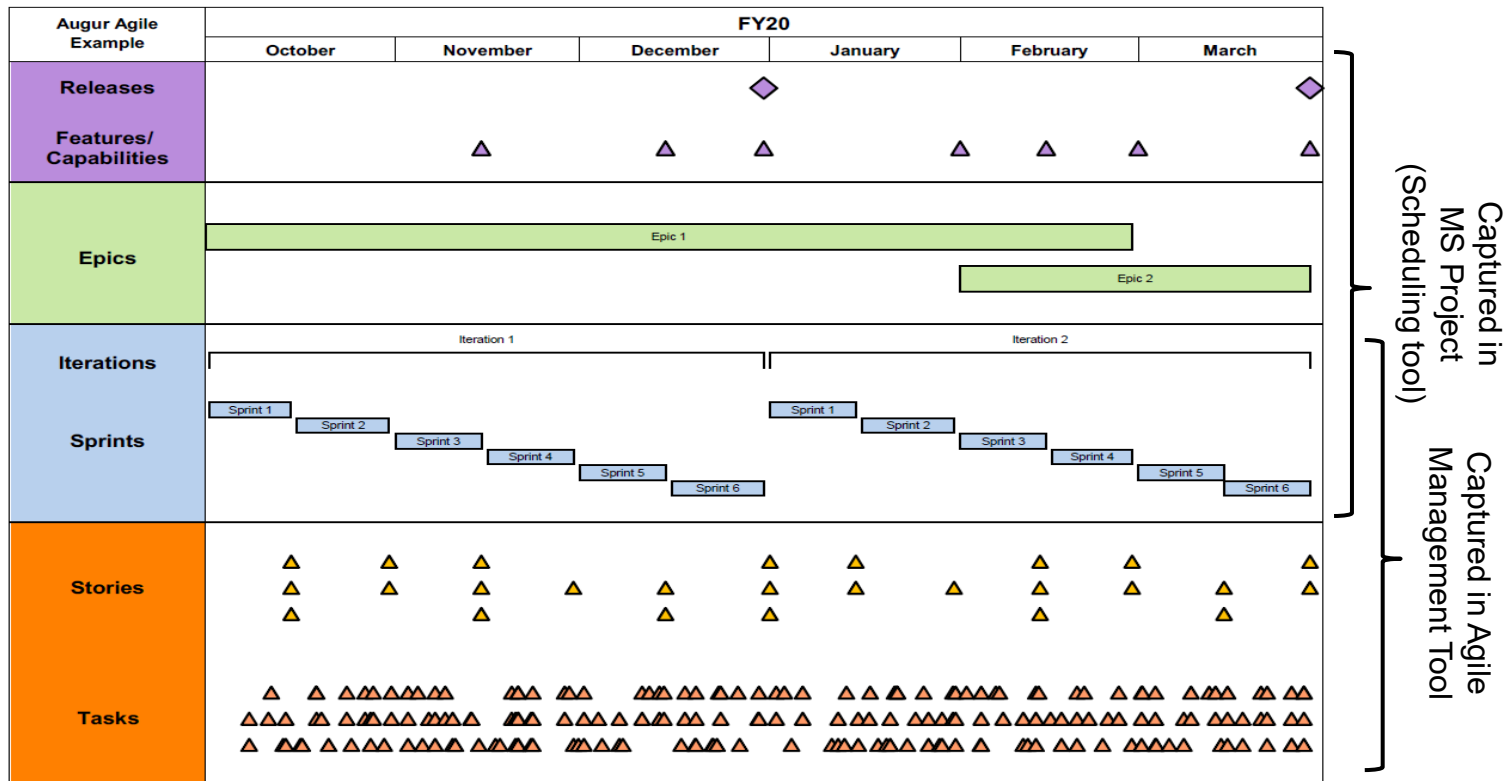 Augur Agile
Example
FY20
October
November
December
January
February
March
Releases
Features/
Capabilities
Epics
Epic 1
Epic 2
Iterations
Iteration 1
Iteration 2
Sprints
Sprint 1
Sprint 2
Sprint 3
Sprint 4
Sprint 5
Sprint 6
Sprint 1
Sprint 2
Sprint 3
Sprint 4
Sprint 5
Sprint 6
Stories
Tasks
Captured in
MS Project
(Scheduling tool)
Captured in Agile
Management Tool